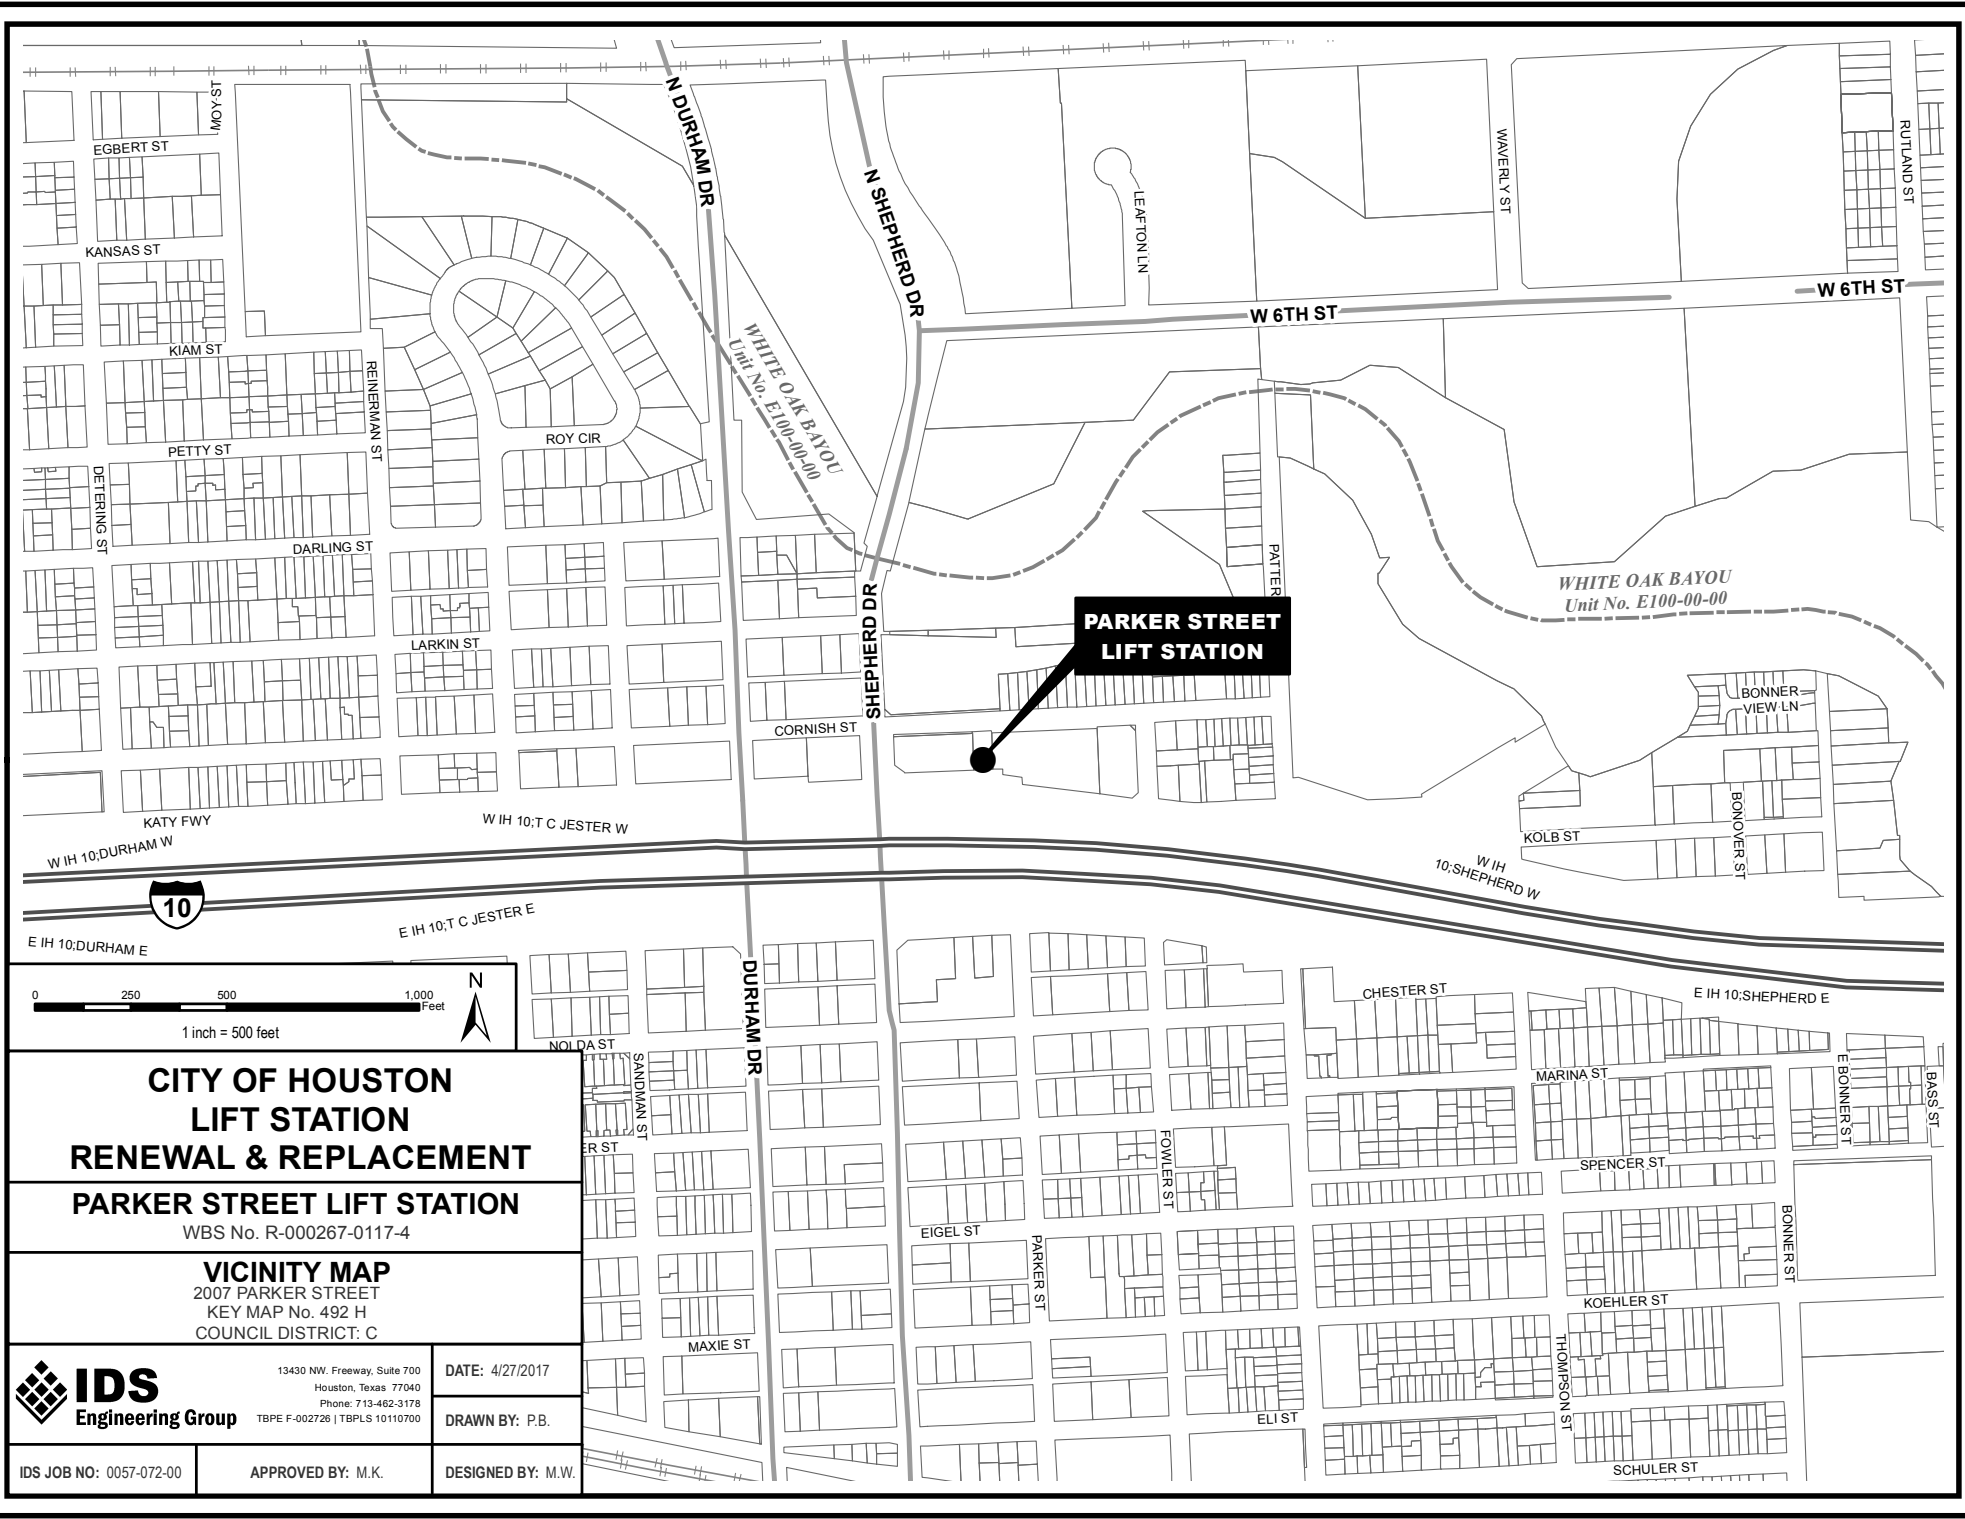 MOY ST
EGBERT ST
KANSAS ST
KIAM ST
REINERMAN ST
PETTY ST
DETERING ST
DARLING ST
ROY CIR
LARKIN ST
CORNISH ST
KATY FWY
N DURHAM DR
N SHEPHERD DR
LEAFTON LN
WAVERLY ST
RUTLAND ST
W 6TH ST
W 6TH ST
WHITE OAK BAYOU
Unit No. E100-00-00
WHITE OAK BAYOU
Unit No. E100-00-00
PATTER
SHEPHERD DR
PARKER STREET
LIFT STATION
BONNER
VIEW LN
BONOVER ST
KOLB ST
W IH 10;DURHAM W
W IH 10;T C JESTER W
W IH
10;SHEPHERD W
10
E IH 10;DURHAM E
E IH 10;T C JESTER E
E IH 10;SHEPHERD E
DURHAM DR
CHESTER ST
NOLDA ST
SANDMAN ST
ER ST
MARINA ST
E BONNER ST
BASS ST
FOWLER ST
SPENCER ST
EIGEL ST
PARKER ST
BONNER ST
KOEHLER ST
MAXIE ST
THOMPSON ST
ELI ST
SCHULER ST
0 250 500 1,000
Feet
1 inch = 500 feet
N
CITY OF HOUSTON
LIFT STATION
RENEWAL & REPLACEMENT
PARKER STREET LIFT STATION
WBS No. R-000267-0117-4
VICINITY MAP
2007 PARKER STREET
KEY MAP No. 492 H
COUNCIL DISTRICT: C
IDS
Engineering Group
13430 NW. Freeway, Suite 700
Houston, Texas 77040
Phone: 713-462-3178
TBPE F-002726 | TBPLS 10110700
DATE: 4/27/2017
DRAWN BY: P.B.
IDS JOB NO: 0057-072-00
APPROVED BY: M.K.
DESIGNED BY: M.W.